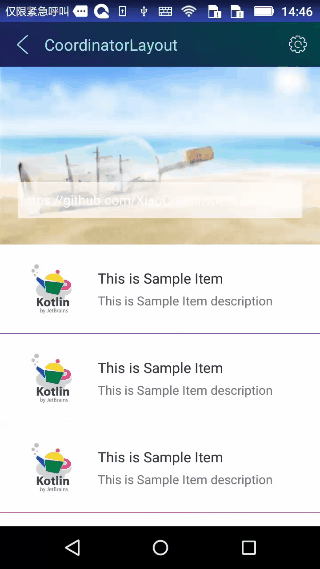 仅限紧急呼叫
14:46
CoordinatorLayout
https://github.com/
This is Sample Item
This is Sample Item description
Kotlin
by JetBrains
This is Sample Item
This is Sample Item description
Kotlin
by JetBrains
This is Sample Item
This is Sample Item description
Kotlin
by JetBrains